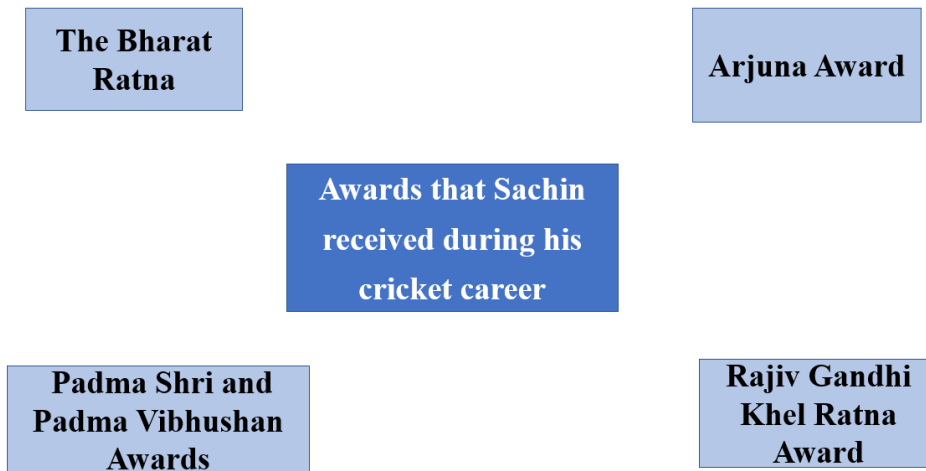 The Bharat
Ratna
Arjuna Award
Awards that Sachin
received during his
cricket career
Padma Shri and
Padma Vibhushan
Awards
Rajiv Gandhi
Khel Ratna
Award